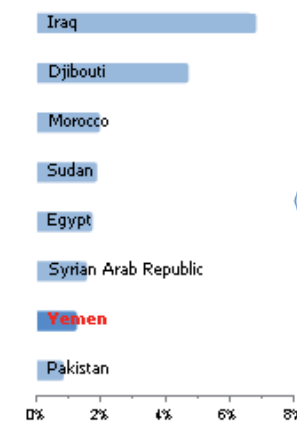 Iraq
Djibouti
Morocco
Sudan
Egypt
Syrian Arab Republic
Yemen
Pakistan
0% 2% 4% 6% 8%